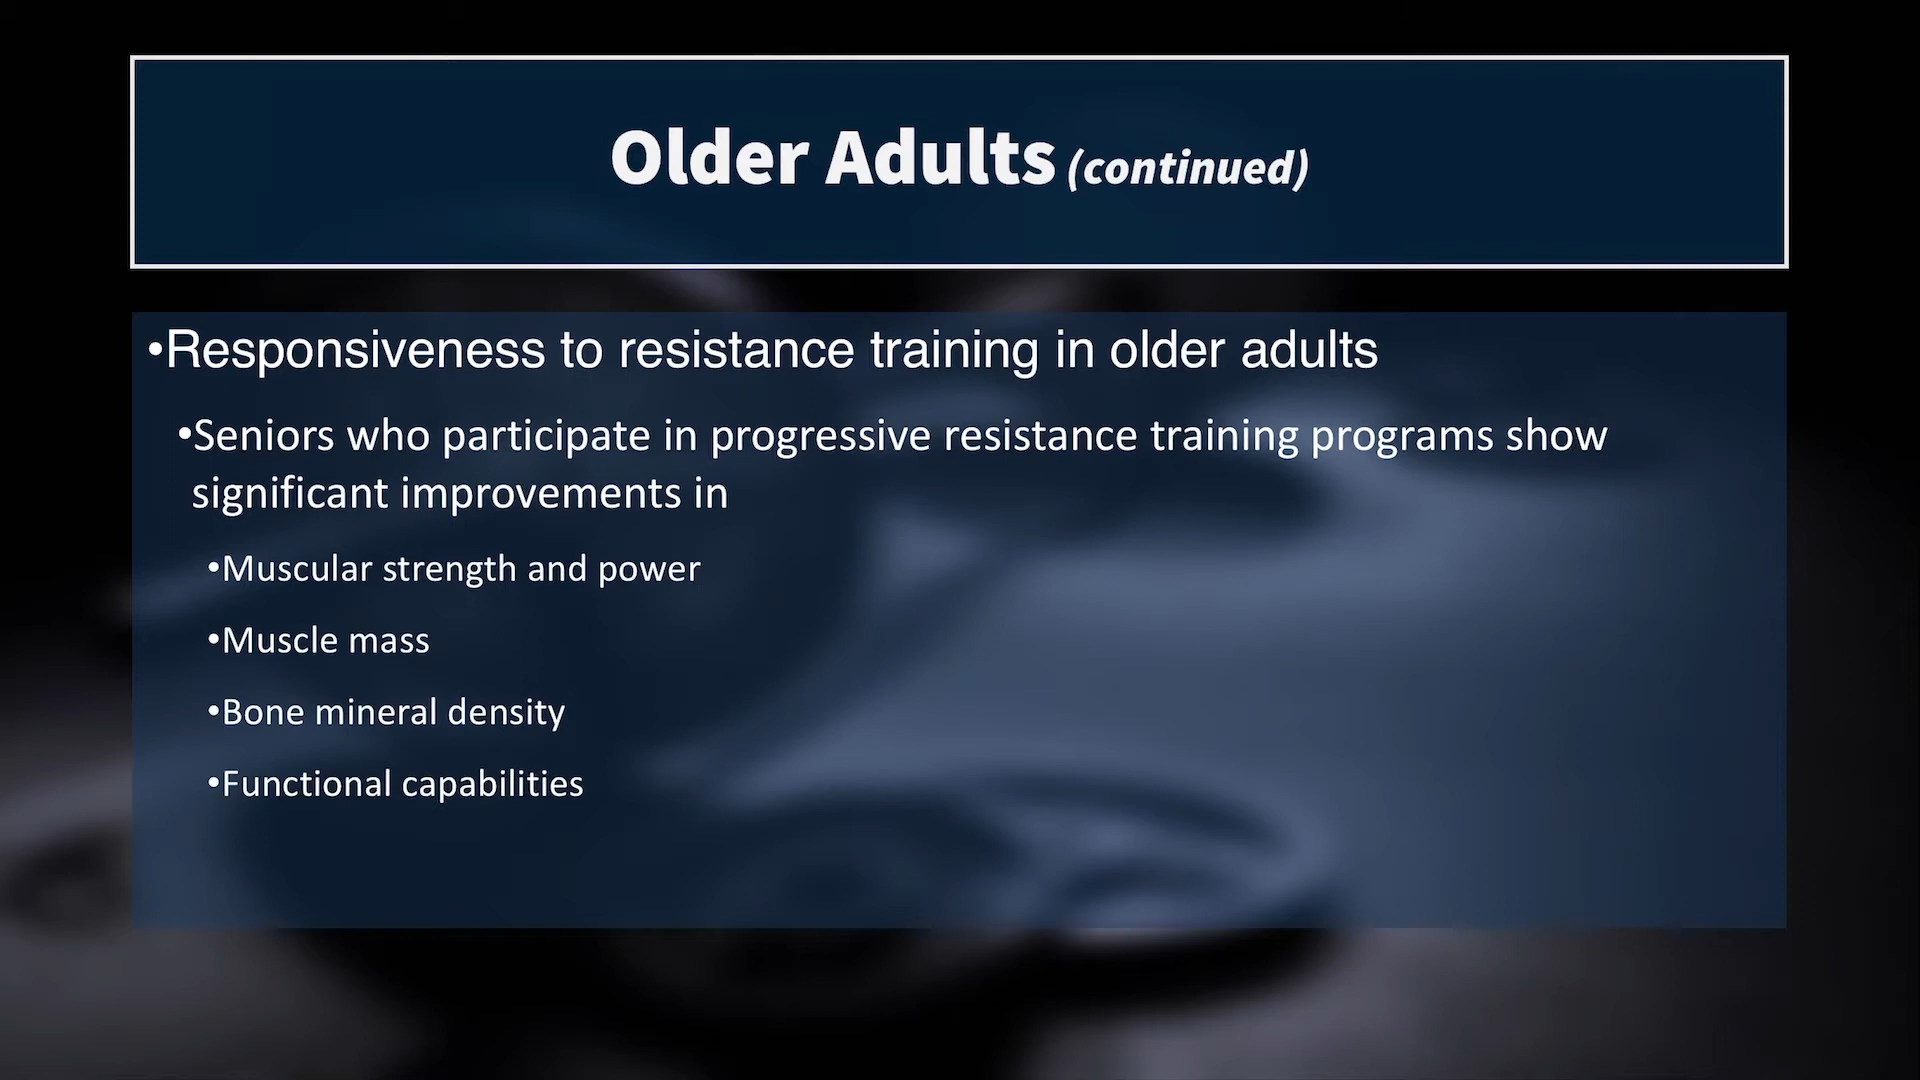 Older Adults (continued)
•Responsiveness to resistance training in older adults
•Seniors who participate in progressive resistance training programs show
significant improvements in
•Muscular strength and power
•Muscle mass
•Bone mineral density
•Functional capabilities